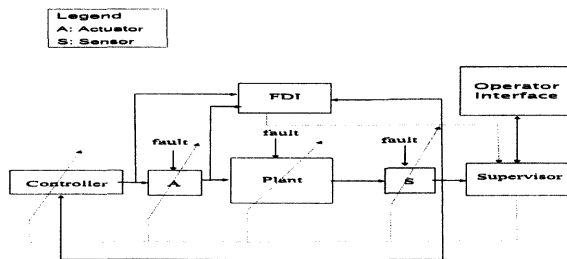 Legend
A: Actuator
S: Sensor
FDI
Operator
Interface
fault
fault
fault
Controller
A
Plant
S
Supervisor